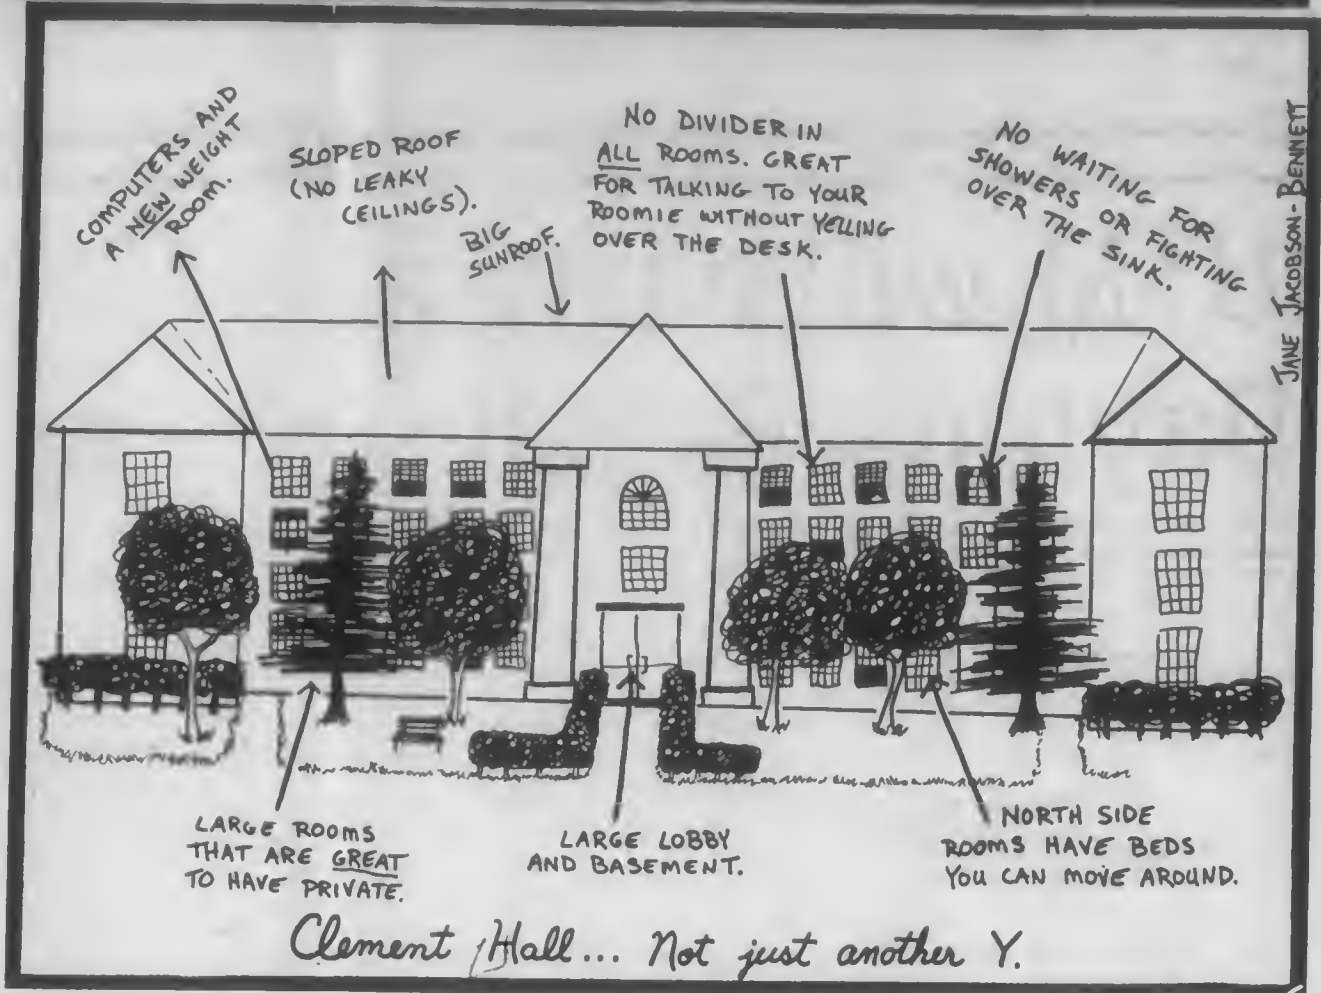 COMPUTERS AND
A NEW WEIGHT
ROOM.
SLOPED ROOF
(NO LEAKY
CEILINGS).
BIG
SUNROOF.
NO DIVIDER IN
ALL ROOMS. GREAT
FOR TALKING TO YOUR
ROOMIE WITHOUT YELLING
OVER THE DESK.
NO WAITING FOR
SHOWERS OR FIGHTING
OVER THE SINK.
JANE JACOBSON-BENNETT
LARGE ROOMS
THAT ARE GREAT
TO HAVE PRIVATE.
LARGE LOBBY
AND BASEMENT.
NORTH SIDE
ROOMS HAVE BEDS
YOU CAN MOVE AROUND.
Clement Hall... Not just another Y.